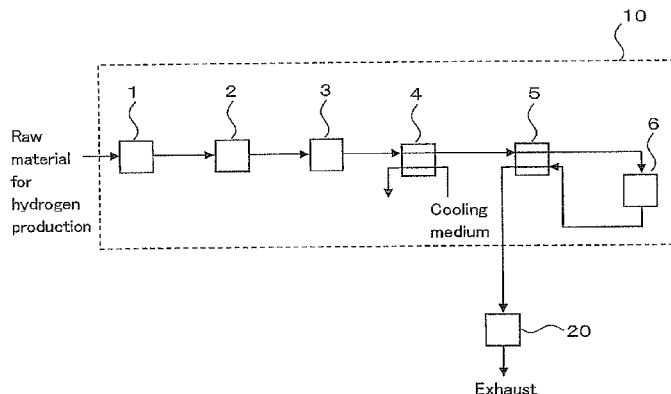 10
1
2
3
4
5
6
Raw
material
for
hydrogen
production
Cooling
medium
20
Exhaust